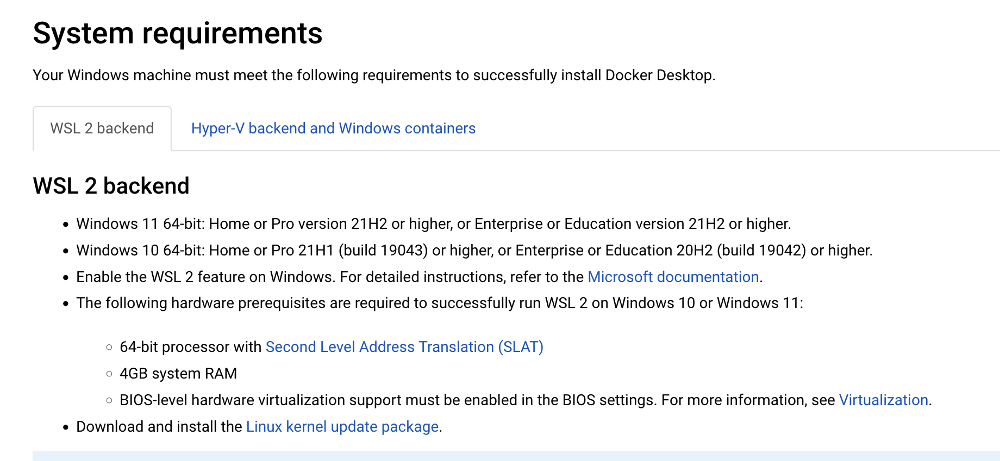 System requirements
Your Windows machine must meet the following requirements to successfully install Docker Desktop.
WSL 2 backend
Hyper-V backend and Windows containers
WSL 2 backend
Windows 11 64-bit: Home or Pro version 21H2 or higher, or Enterprise or Education version 21H2 or higher.
Windows 10 64-bit: Home or Pro 21H1 (build 19043) or higher, or Enterprise or Education 20H2 (build 19042) or higher.
Enable the WSL 2 feature on Windows. For detailed instructions, refer to the Microsoft documentation.
The following hardware prerequisites are required to successfully run WSL 2 on Windows 10 or Windows 11:
64-bit processor with Second Level Address Translation (SLAT)
4GB system RAM
BIOS-level hardware virtualization support must be enabled in the BIOS settings. For more information, see Virtualization.
Download and install the Linux kernel update package.